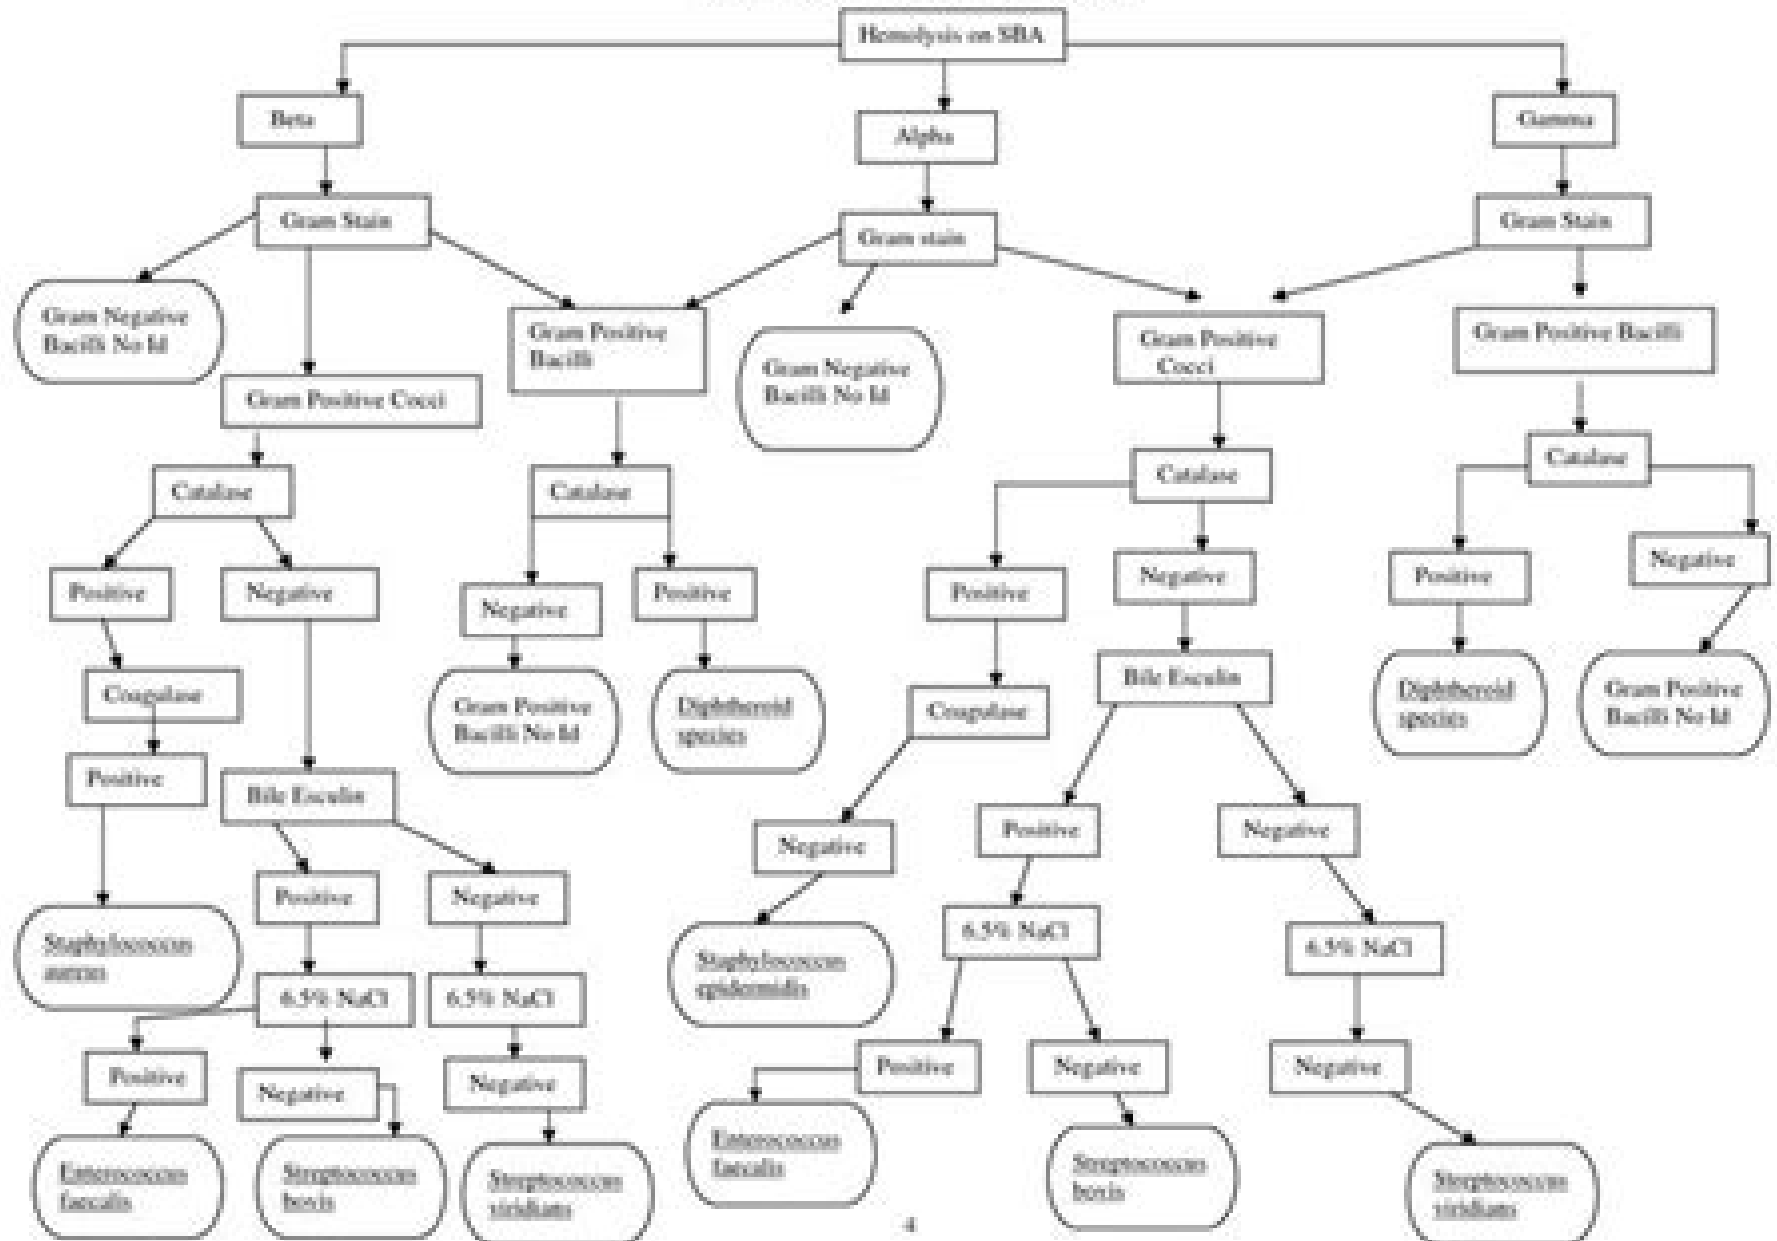 Hemolysis on SBA
Beta
Alpha
Gamma
Gram Stain
Gram stain
Gram Stain
Gram Negative
Bacilli No Id
Gram Positive
Bacilli
Gram Negative
Bacilli No Id
Gram Positive
Cocci
Gram Positive Bacilli
Gram Positive Cocci
Catalase
Catalase
Catalase
Catalase
Positive
Negative
Negative
Positive
Positive
Negative
Positive
Negative
Coagulase
Gram Positive
Bacilli No Id
Diphtheroid
species
Coagulase
Bile Esculin
Diphtheroid
species
Gram Positive
Bacilli No Id
Positive
Bile Esculin
Negative
Positive
Negative
Positive
Negative
Staphylococcus
aureus
6.5% NaCl
6.5% NaCl
Staphylococcus
epidermidis
6.5% NaCl
6.5% NaCl
Positive
Negative
Negative
Positive
Negative
Negative
Enterococcus
faecalis
Streptococcus
bovis
Streptococcus
viridians
Enterococcus
faecalis
Streptococcus
bovis
Streptococcus
viridians
4